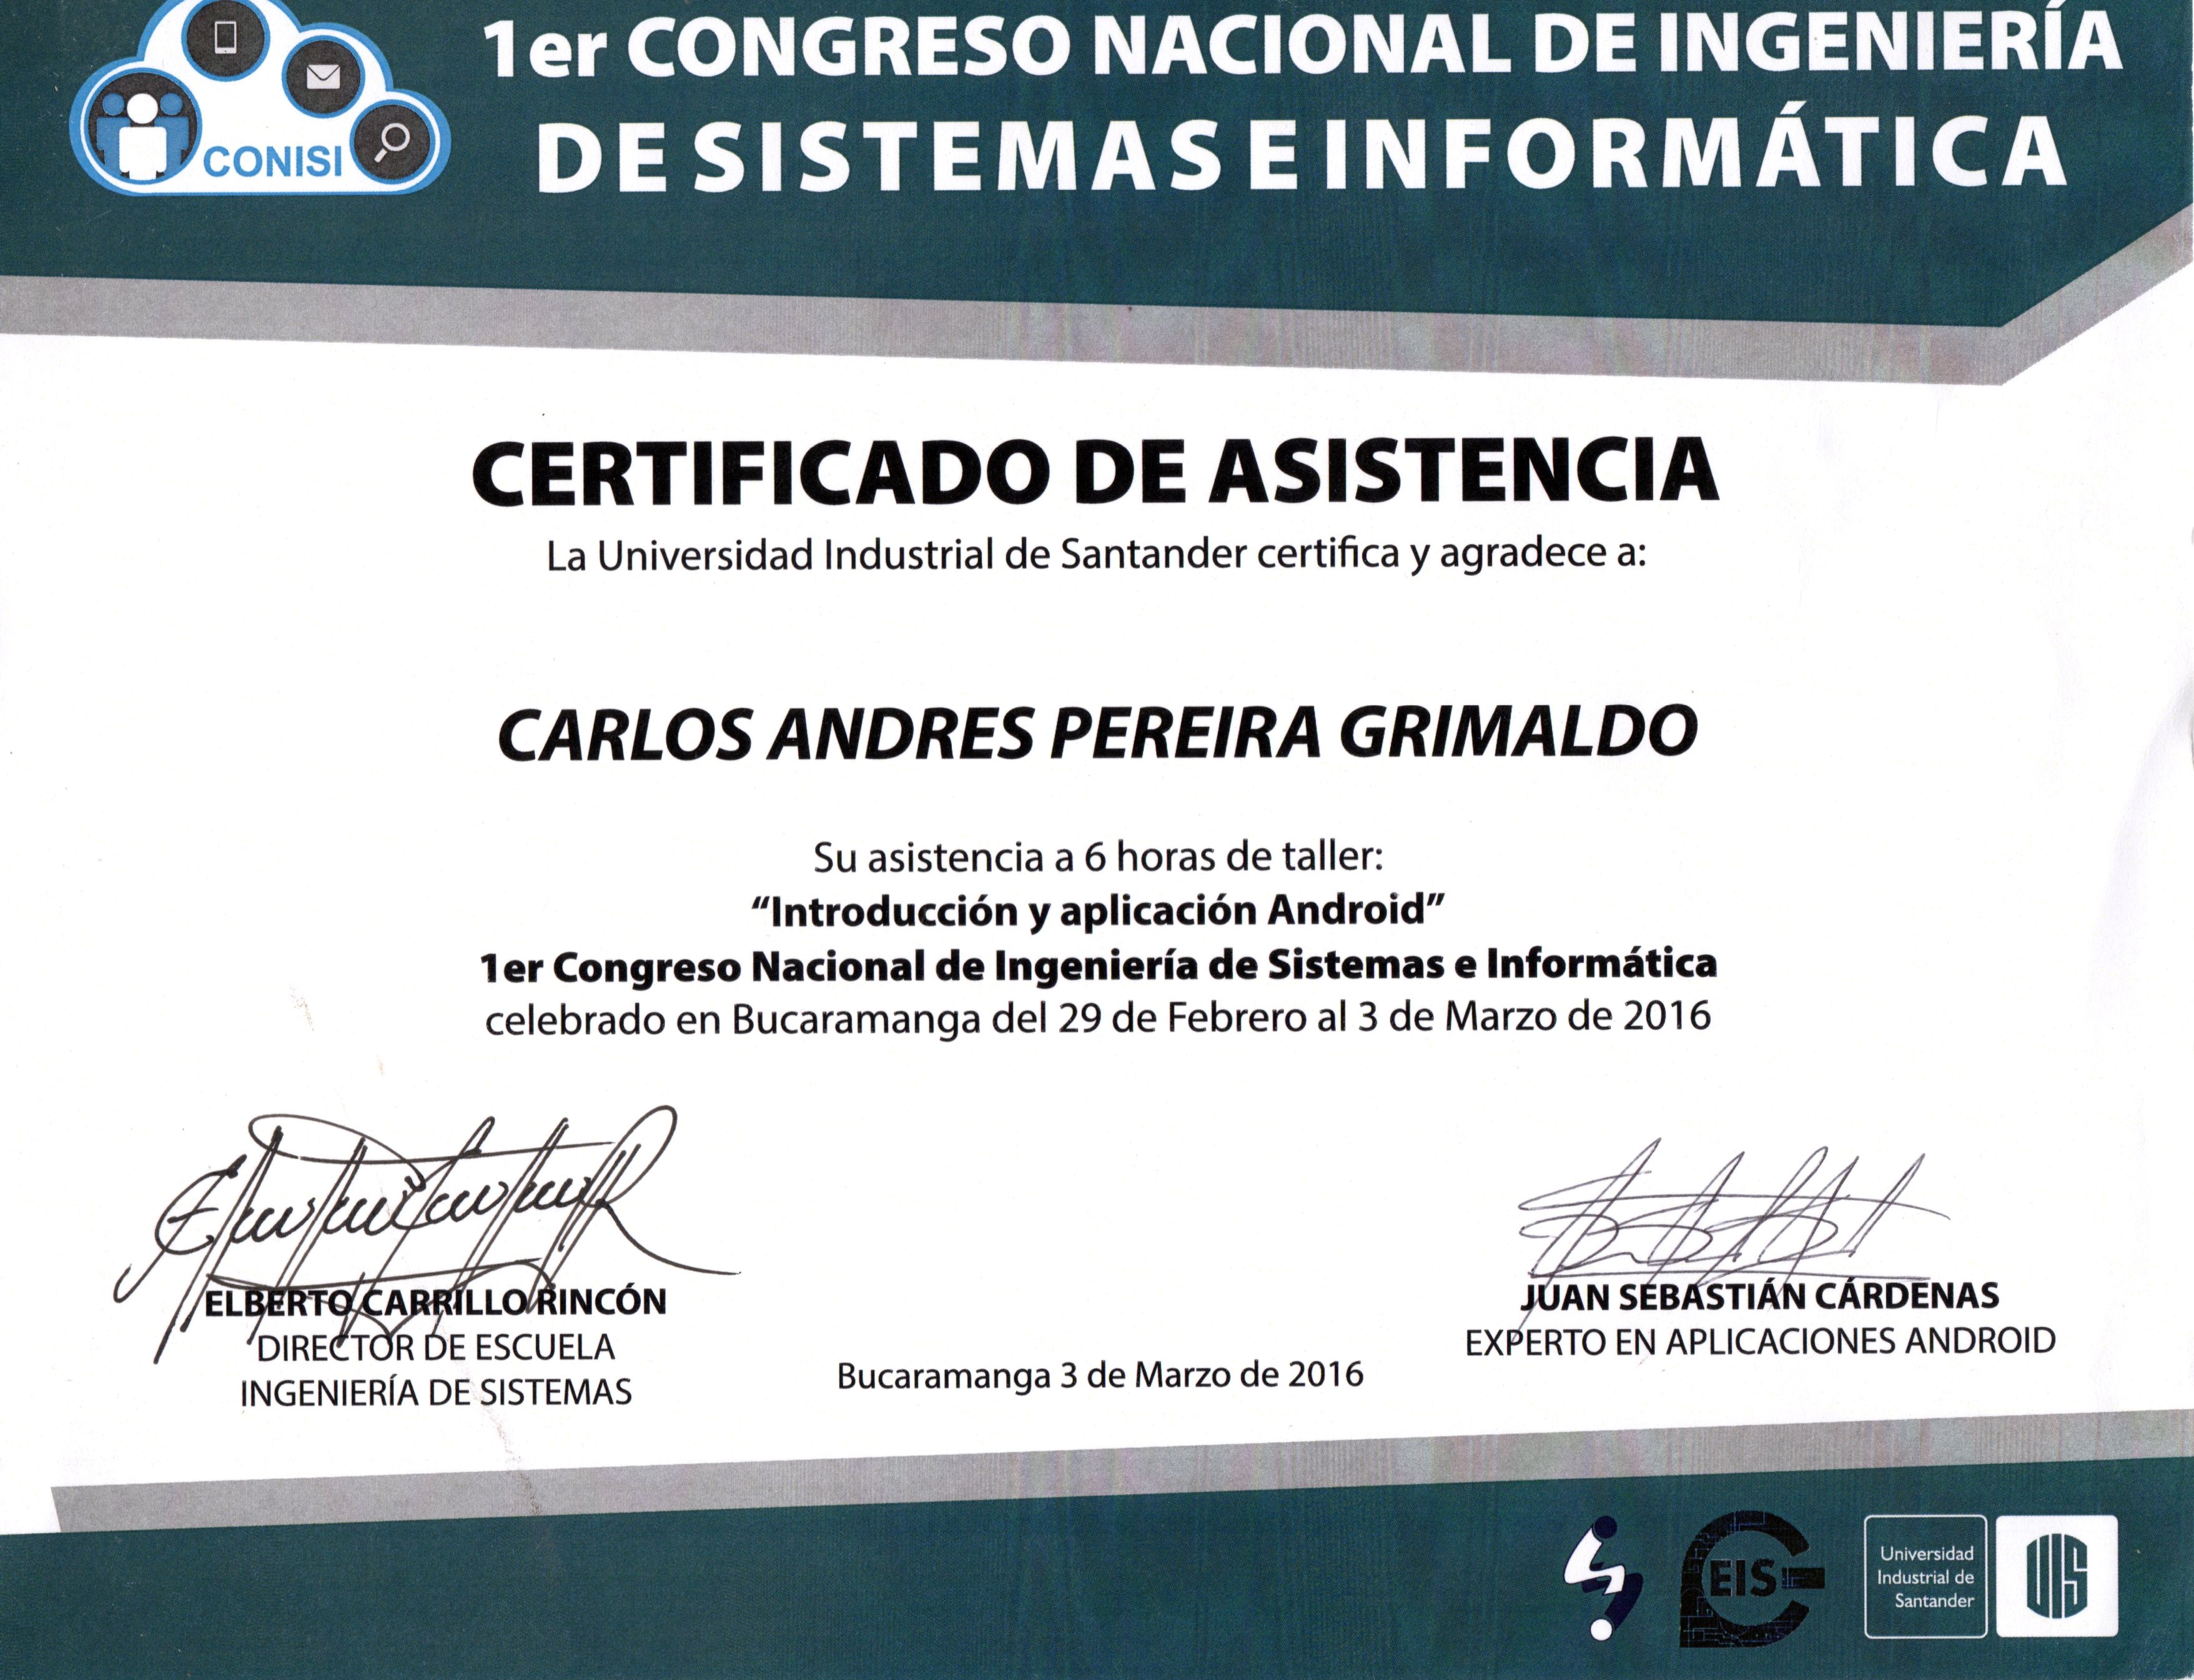 1er CONGRESO NACIONAL DE INGENIERÍA
DE SISTEMAS E INFORMÁTICA
CONISI
CERTIFICADO DE ASISTENCIA
La Universidad Industrial de Santander certifica y agradece a:
CARLOS ANDRES PEREIRA GRIMALDO
Su asistencia a 6 horas de taller:
“Introducción y aplicación Android”
1er Congreso Nacional de Ingeniería de Sistemas e Informática
celebrado en Bucaramanga del 29 de Febrero al 3 de Marzo de 2016
ELBERTO CARRILLO RINCÓN
DIRECTOR DE ESCUELA
INGENIERÍA DE SISTEMAS
Bucaramanga 3 de Marzo de 2016
JUAN SEBASTIÁN CÁRDENAS
EXPERTO EN APLICACIONES ANDROID
EIS
Universidad
Industrial de
Santander
UIS